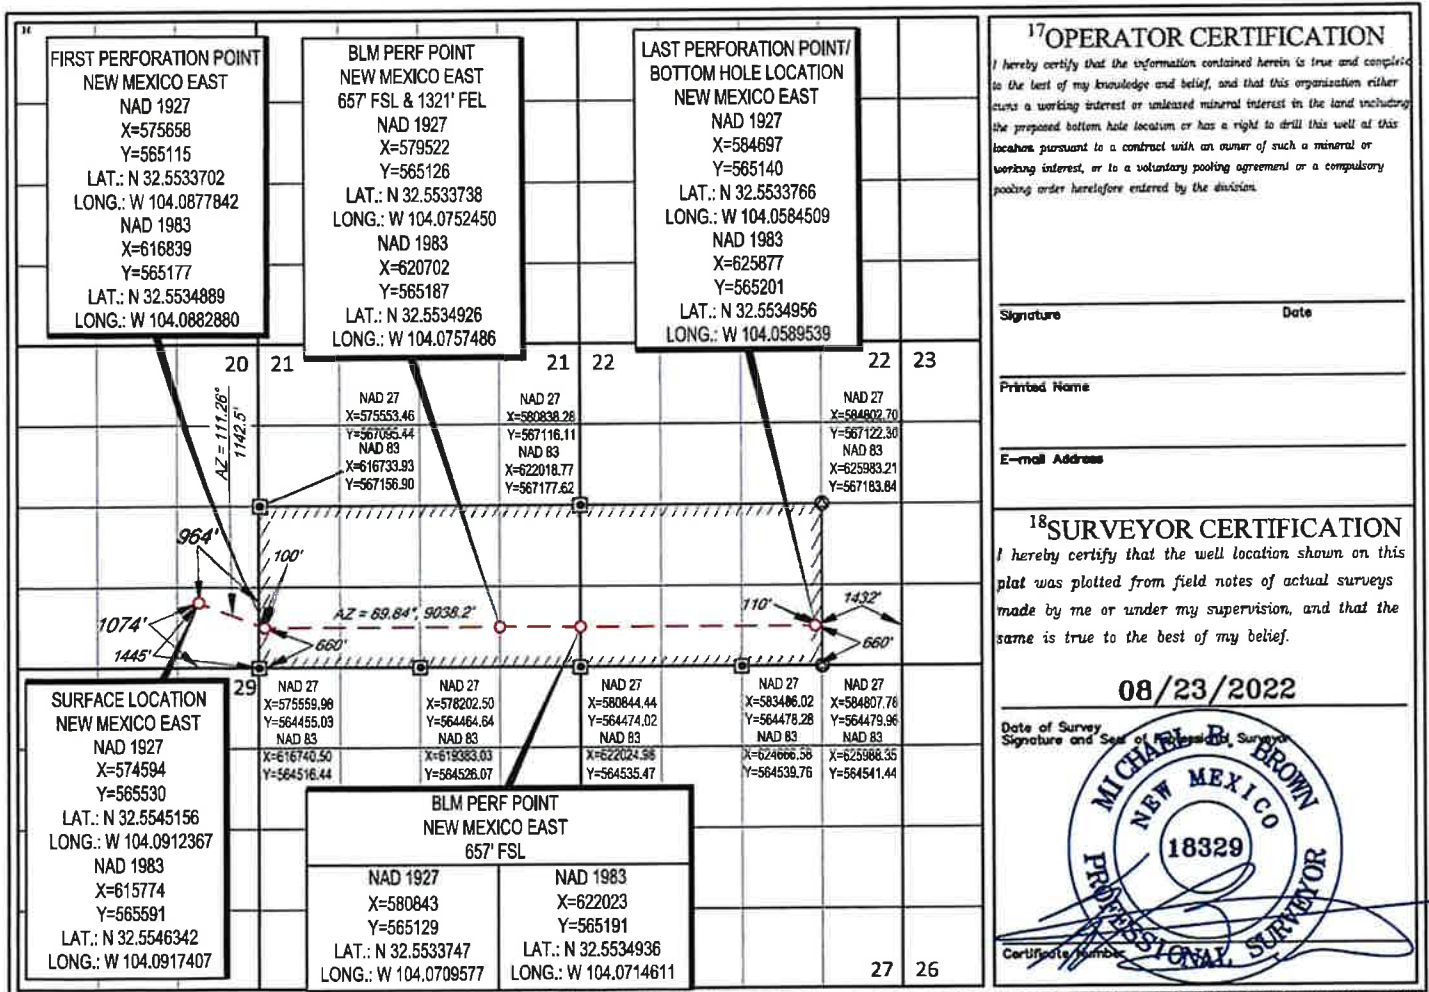 16
FIRST PERFORATION POINT
NEW MEXICO EAST
NAD 1927
X=575658
Y=565115
LAT.: N 32.5533702
LONG.: W 104.0877842
NAD 1983
X=616839
Y=565177
LAT.: N 32.5534889
LONG.: W 104.0882880
BLM PERF POINT
NEW MEXICO EAST
657' FSL & 1321' FEL
NAD 1927
X=579522
Y=565126
LAT.: N 32.5533738
LONG.: W 104.0752450
NAD 1983
X=620702
Y=565187
LAT.: N 32.5534926
LONG.: W 104.0757486
LAST PERFORATION POINT/
BOTTOM HOLE LOCATION
NEW MEXICO EAST
NAD 1927
X=584697
Y=565140
LAT.: N 32.5533766
LONG.: W 104.0584509
NAD 1983
X=625877
Y=565201
LAT.: N 32.5534956
LONG.: W 104.0589539
20 21 21 22 22 23
AZ = 111.26°
1142.5'
NAD 27
X=575553.46
Y=567095.44
NAD 83
X=616733.93
Y=567156.90
NAD 27
X=580838.28
Y=567116.11
NAD 83
X=622018.77
Y=567177.62
NAD 27
X=584802.70
Y=567122.30
NAD 83
X=625983.21
Y=567183.84
964'
100'
1074'
1445'
AZ = 89.84°, 9038.2'
660'
110'
1432'
660'
29
NAD 27
X=575559.98
Y=564455.03
NAD 83
X=616740.50
Y=564516.44
NAD 27
X=578202.50
Y=564464.64
NAD 83
X=619383.03
Y=564526.07
NAD 27
X=580844.44
Y=564474.02
NAD 83
X=622024.98
Y=564535.47
NAD 27
X=583486.02
Y=564478.28
NAD 83
X=624666.58
Y=564539.76
NAD 27
X=584807.78
Y=564479.96
NAD 83
X=625988.35
Y=564541.44
SURFACE LOCATION
NEW MEXICO EAST
NAD 1927
X=574594
Y=565530
LAT.: N 32.5545156
LONG.: W 104.0912367
NAD 1983
X=615774
Y=565591
LAT.: N 32.5546342
LONG.: W 104.0917407
BLM PERF POINT
NEW MEXICO EAST
657' FSL
NAD 1927
X=580843
Y=565129
LAT.: N 32.5533747
LONG.: W 104.0709577
NAD 1983
X=622023
Y=565191
LAT.: N 32.5534936
LONG.: W 104.0714611
27 26
17 OPERATOR CERTIFICATION
I hereby certify that the information contained herein is true and complete
to the best of my knowledge and belief, and that this organization either
owns a working interest or unleased mineral interest in the land including
the proposed bottom hole location or has a right to drill this well at this
location pursuant to a contract with an owner of such a mineral or
working interest, or to a voluntary pooling agreement or a compulsory
pooling order heretofore entered by the division.
Signature Date
Printed Name
E-mail Address
18 SURVEYOR CERTIFICATION
I hereby certify that the well location shown on this
plat was plotted from field notes of actual surveys
made by me or under my supervision, and that the
same is true to the best of my belief.
08/23/2022
Date of Survey
Signature and Seal of Professional Surveyor
MICHAEL B. BROWN
NEW MEXICO
18329
PROFESSIONAL SURVEYOR
Certificate Number